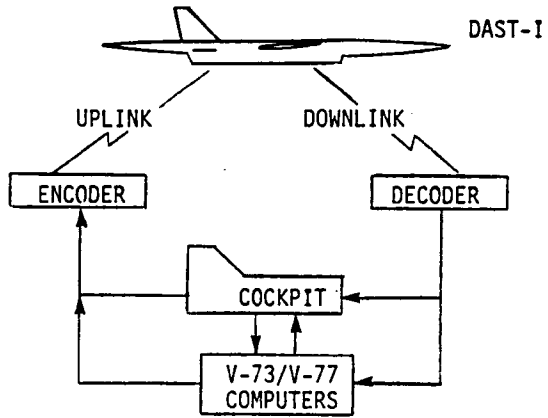 DAST-I
UPLINK
DOWNLINK
ENCODER
DECODER
COCKPIT
V-73/V-77
COMPUTERS